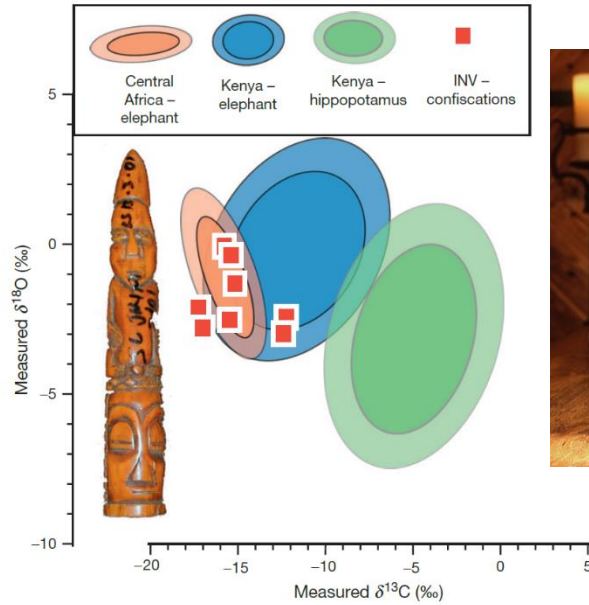 Central
Africa –
elephant
Kenya –
elephant
Kenya –
hippopotamus
INV –
confiscations
5
0
−5
−10
Measured δ18O (‰)
−20
−15
−10
−5
0
5
Measured δ13C (‰)